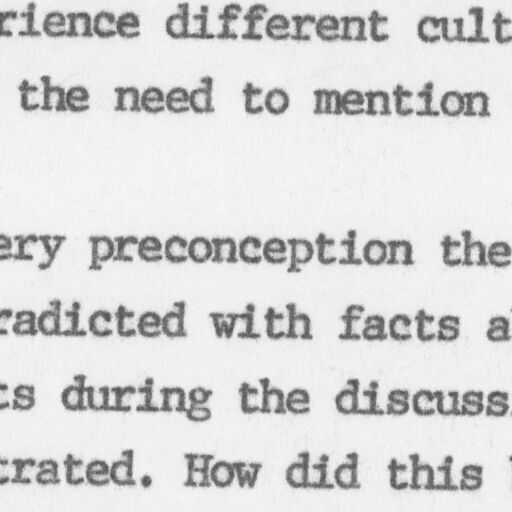 rience different cult
the need to mention
ery preconception the
radicted with facts a
ts during the discuss
trated. How did this